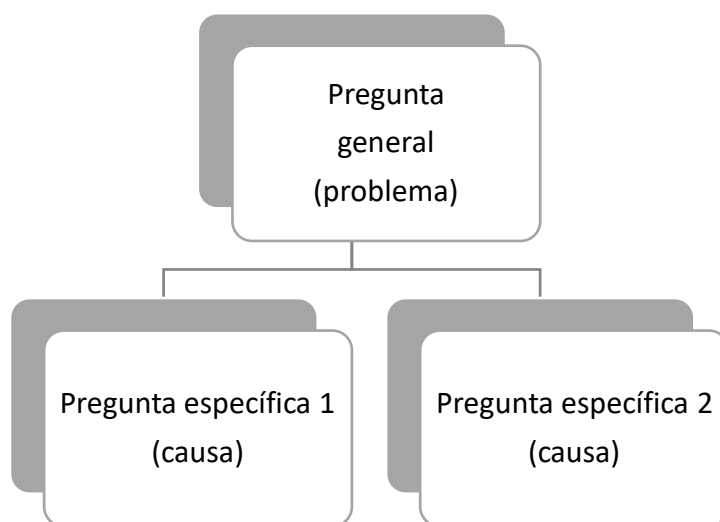 Pregunta
general
(problema)
Pregunta específica 1
(causa)
Pregunta específica 2
(causa)